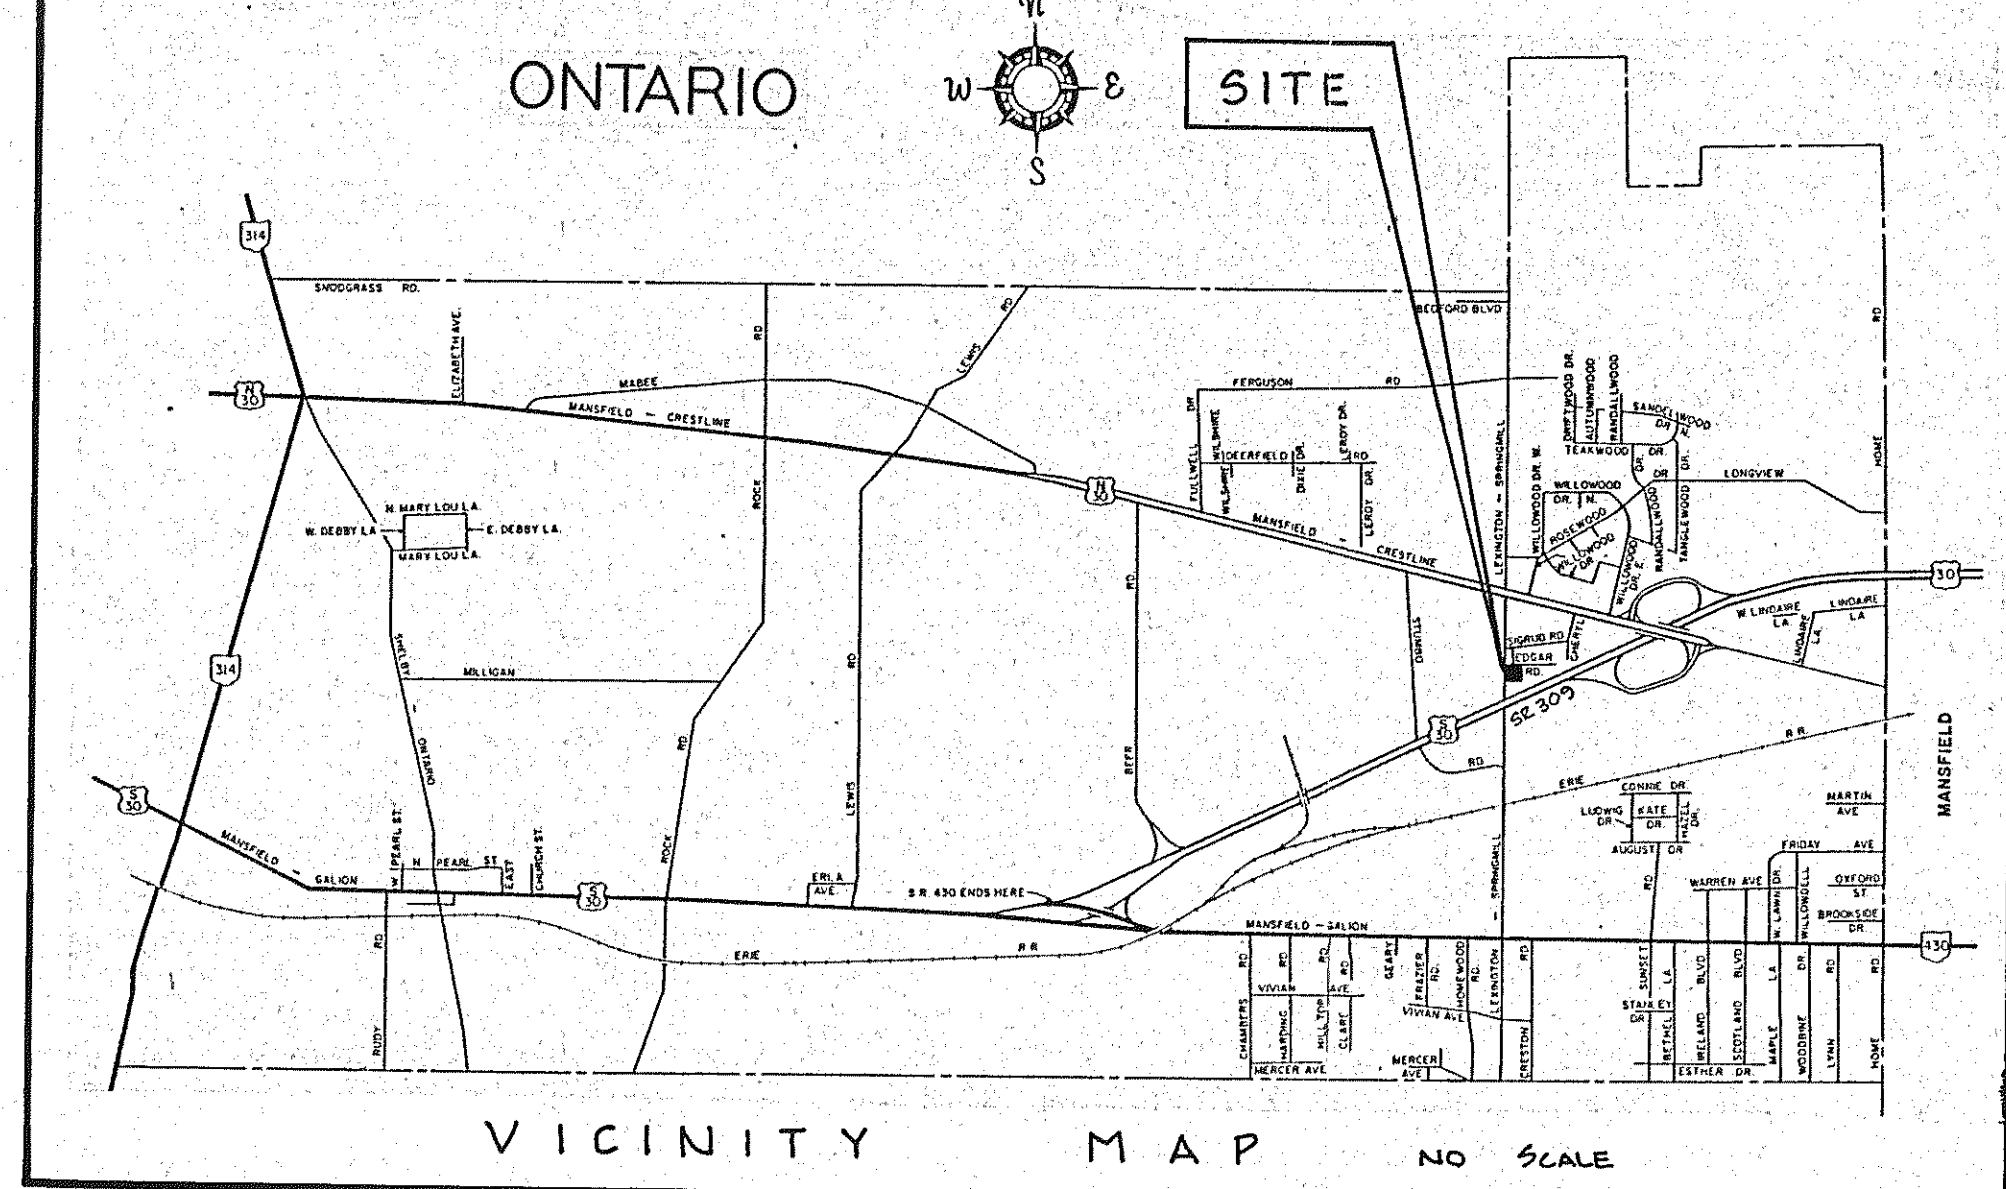 N
ONTARIO
W E
SITE
S
314
SNODGRASS RD.
BEDFORD BLVD
RD
RD
RD
ELIZABETH AVE.
LEWIS
MABEE
FERGUSON RD
N 30
MANSFIELD – CRESTLINE
DRIFTWOOD DR.
AUTUMNWOOD
RANDALLWOOD
SANDELWOOD
DR N.
TEAKWOOD DR.
FULLWELL DR
WILSHIRE
WILSHIRE
DEERFIELD RD
DIXIE DR.
LEROY DR.
LEROY DR.
LEXINGTON – SPRINGMILL
WILLOWOOD DR. W.
WILLOWOOD
DR. N.
DR
DR.
DR.
LONGVIEW
HOME
ROCK
N 30
MANSFIELD
CRESTLINE
ROSEWOOD
WILLOWOOD
DR
WILLOWOOD
DR. E.
RANDALLWOOD
TANGLEWOOD
N. MARY LOU LA.
W. DEBBY LA
E. DEBBY LA.
MARY LOU LA.
30
RD.
STUMBO
SIGRUD RD
CHERYL
EDGAR
RD.
W. LINDAIRE
LA
LINDAIRE
LA
LINDAIRE
LA
SHELBY
MILLIGAN
314
RD
SR 309
S 30
ONTARIO
RD.
BEER
RD
ERIE R R
MANSFIELD
S 30
LEWIS
CONNIE DR.
LUDWIG
DR.
KATE
DR.
HAZEL
DR.
AUGUST DR
MARTIN
AVE
MANSFIELD
GALION
W PEARL ST.
N PEARL ST
EAST
CHURCH ST.
ROCK
S 30
ERLA
AVE.
S.R. 430 ENDS HERE
SPRINGMILL
FRIDAY AVE
WARREN AVE
OXFORD
ST
BROOKSIDE
DR
W. LAWN DR.
WILLOWDELL
RD
MANSFIELD – GALION
430
ERIE R R
RD
RUDY
CHAMBERS RD.
HARDING RD
HILL TOP RD
CLARE RD
VIVIAN AVE
GEARY
FRAZIER
RD.
HOMEWOOD
RD.
LEXINGTON
CRESTON RD
VIVIAN AVE
SUNSET
STANLEY
DR
BETHEL LA
IRELAND BLVD
SCOTLAND BLVD
MAPLE LA
WOODBINE DR.
LYNN RD
HOME RD.
MERCER AVE
MERCER
AVE
ESTHER DR.
VICINITY MAP NO SCALE